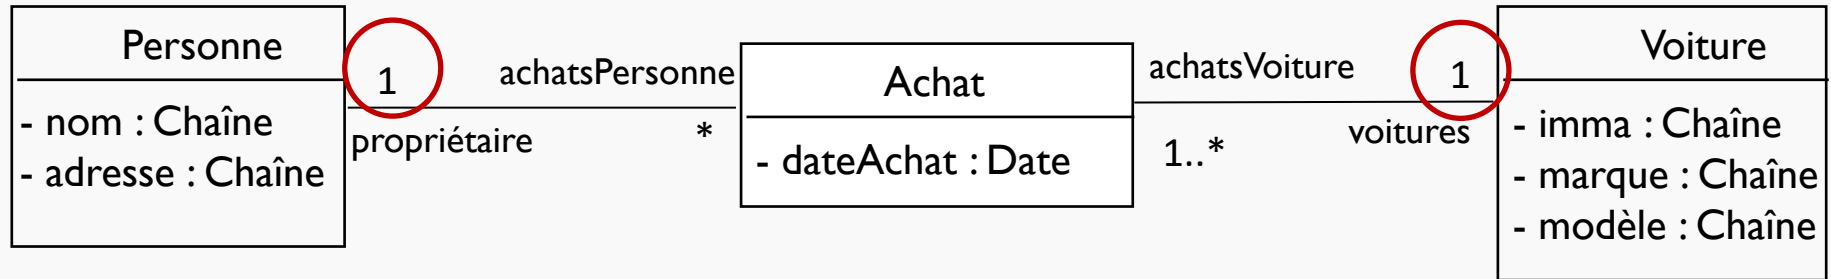 Personne
- nom : Chaîne
- adresse : Chaîne
1
achatsPersonne
propriétaire
*
Achat
- dateAchat : Date
achatsVoiture
1
1..*
voitures
Voiture
- imma : Chaîne
- marque : Chaîne
- modèle : Chaîne